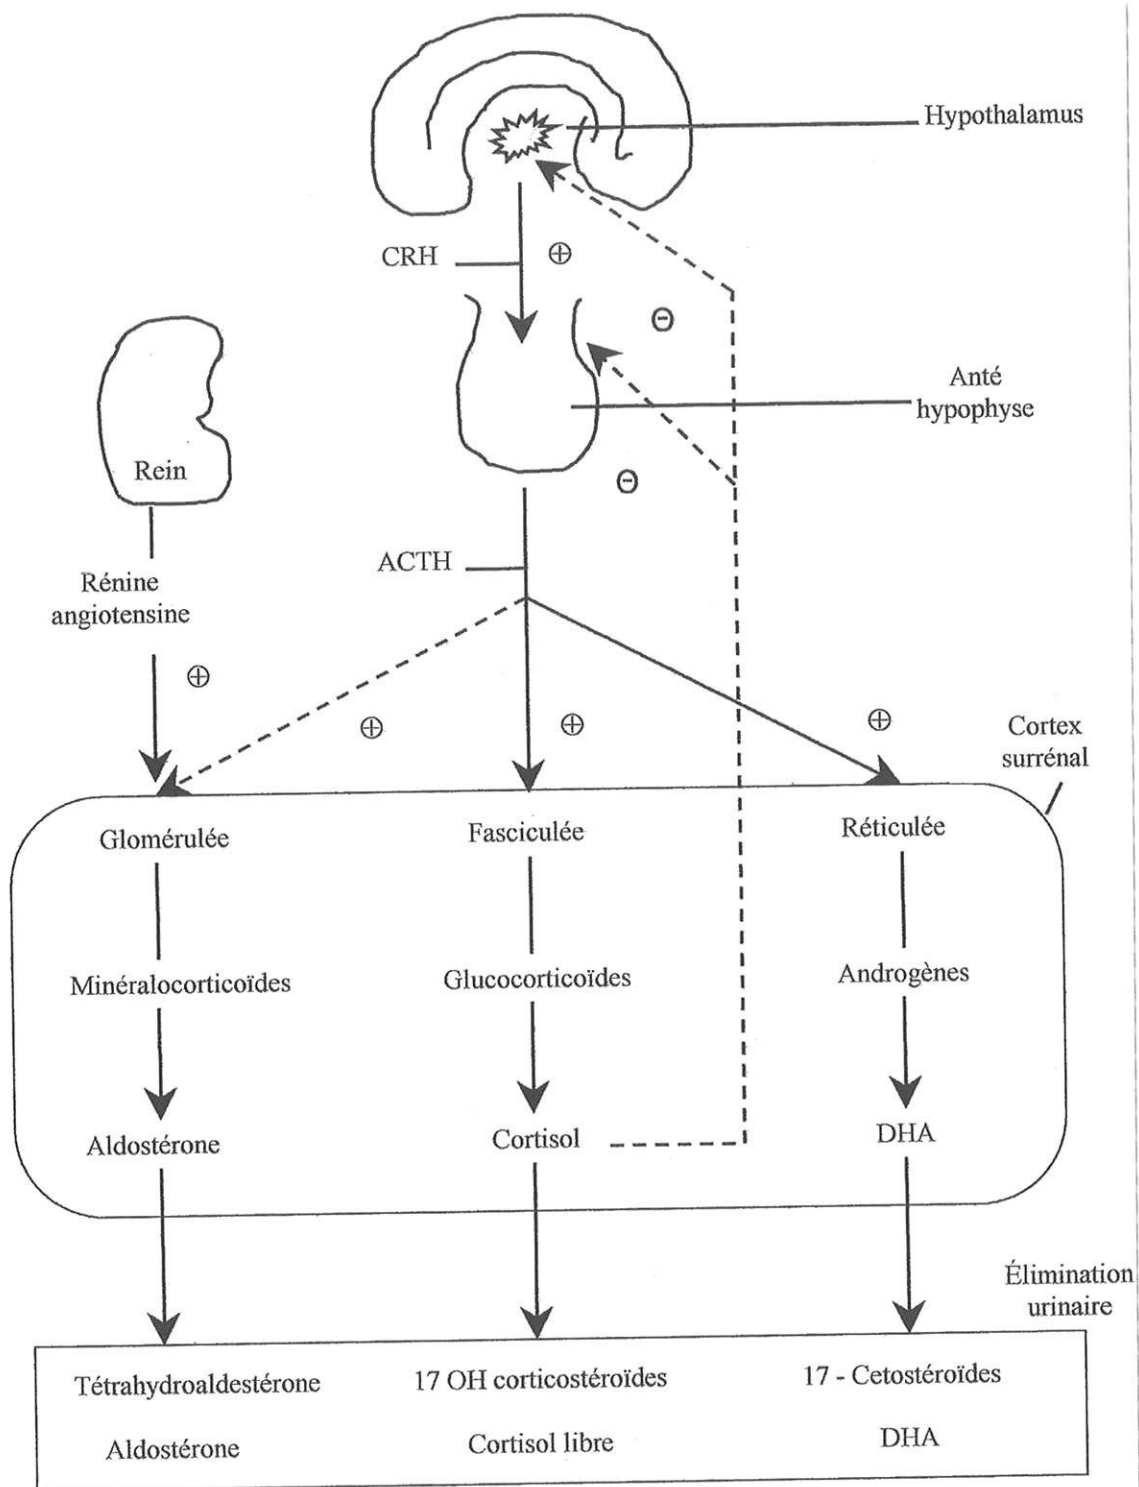 Hypothalamus
CRH
⊕
Θ
Anté
hypophyse
Rein
Θ
ACTH
Rénine
angiotensine
⊕
⊕
⊕
⊕
Cortex
surrénal
Glomérulée
Fasciculée
Réticulée
Minéralocorticoïdes
Glucocorticoïdes
Androgènes
Aldostérone
Cortisol
DHA
Élimination
urinaire
Tétrahydroaldestérone
17 OH corticostéroïdes
17 - Cetostéroïdes
Aldostérone
Cortisol libre
DHA